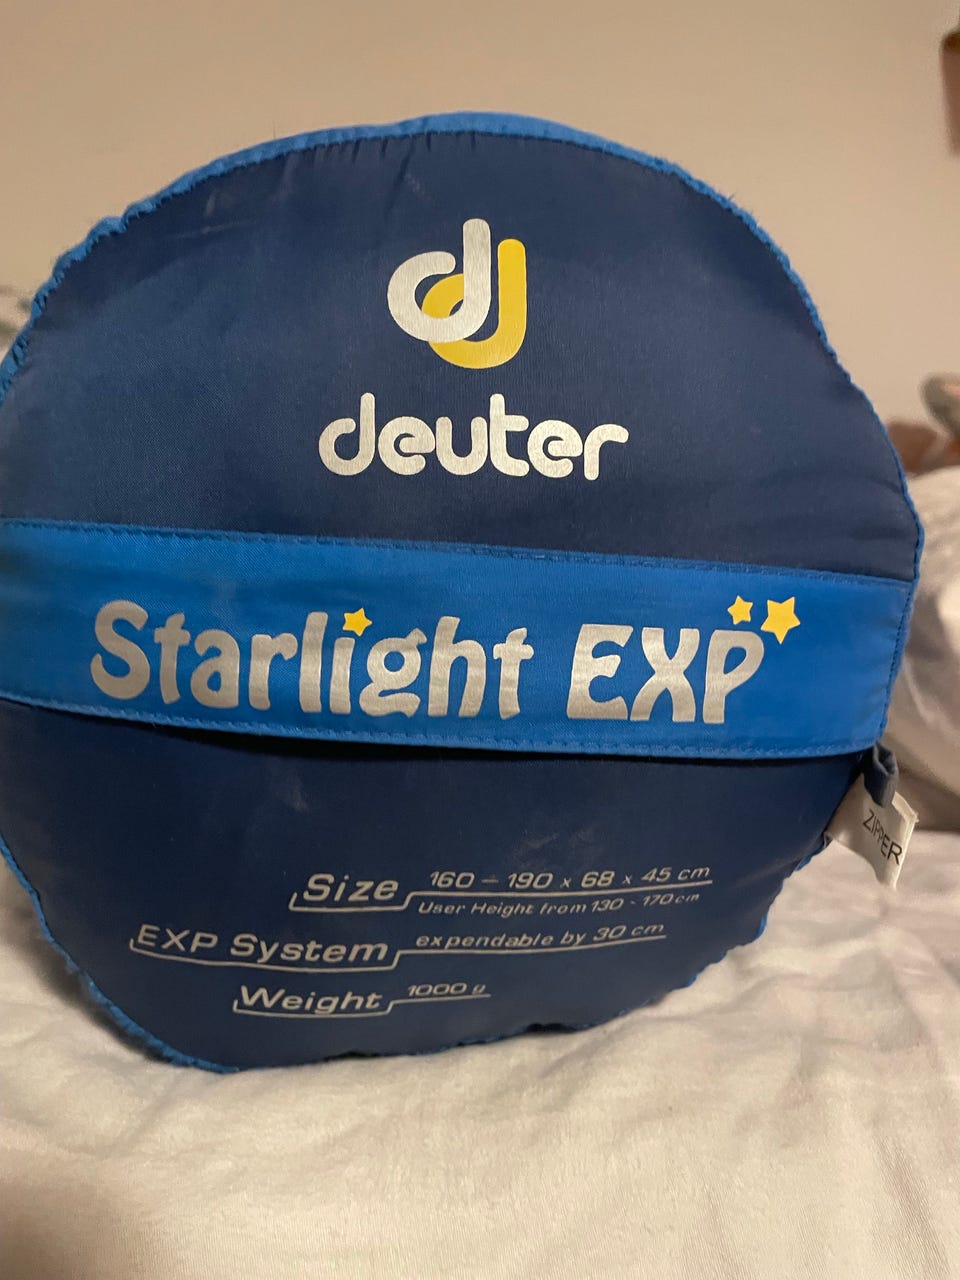 deuter
Starlight EXP
Size 160 – 190 x 68 x 45 cm
User Height from 130 - 170 cm
EXP System expendable by 30 cm
Weight 1000 g
ZIPPER